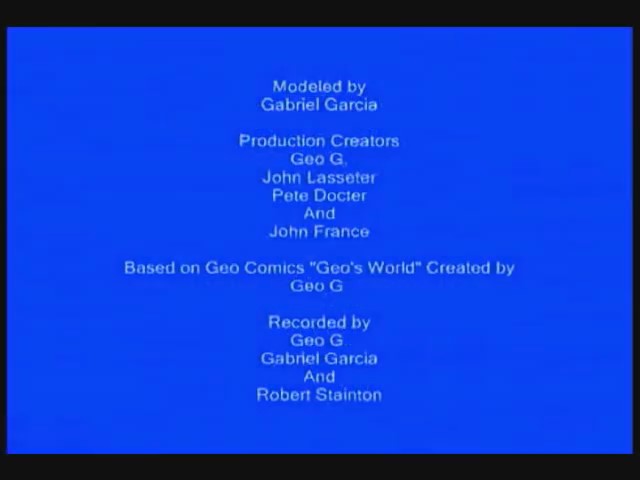 Modeled by
Gabriel Garcia
Production Creators
Geo G.
John Lasseter
Pete Docter
And
John France
Based on Geo Comics "Geo's World" Created by
Geo G
Recorded by
Geo G
Gabriel Garcia
And
Robert Stainton